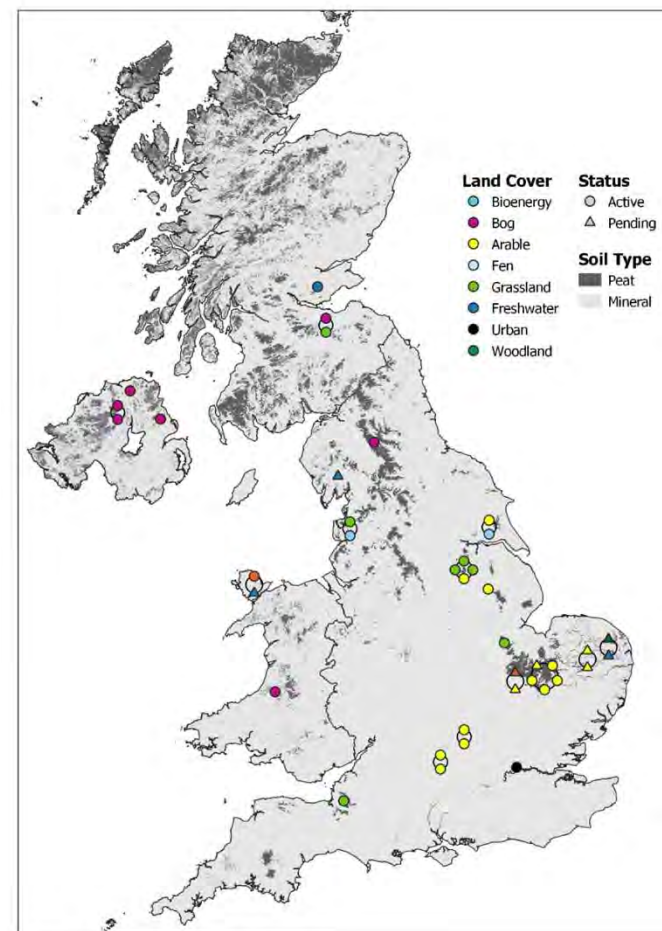 Land Cover
Bioenergy
Bog
Arable
Fen
Grassland
Freshwater
Urban
Woodland
Status
Active
Pending
Soil Type
Peat
Mineral